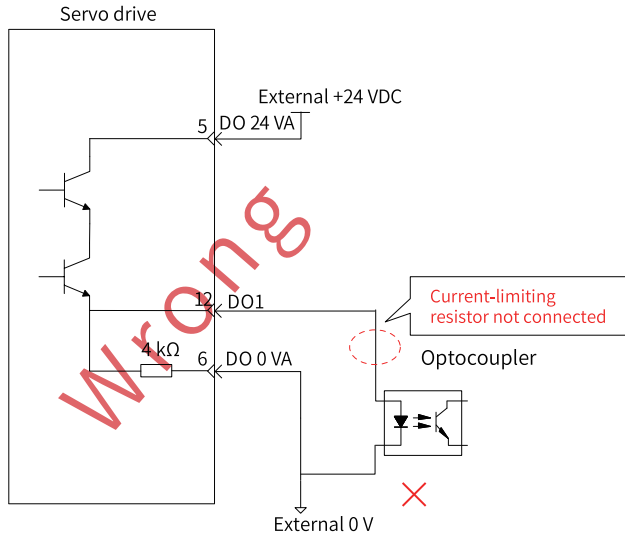 Servo drive
External +24 VDC
5
DO 24 VA
Wrong
12
DO1
Current-limiting
resistor not connected
4 kΩ
6
DO 0 VA
Optocoupler
External 0 V